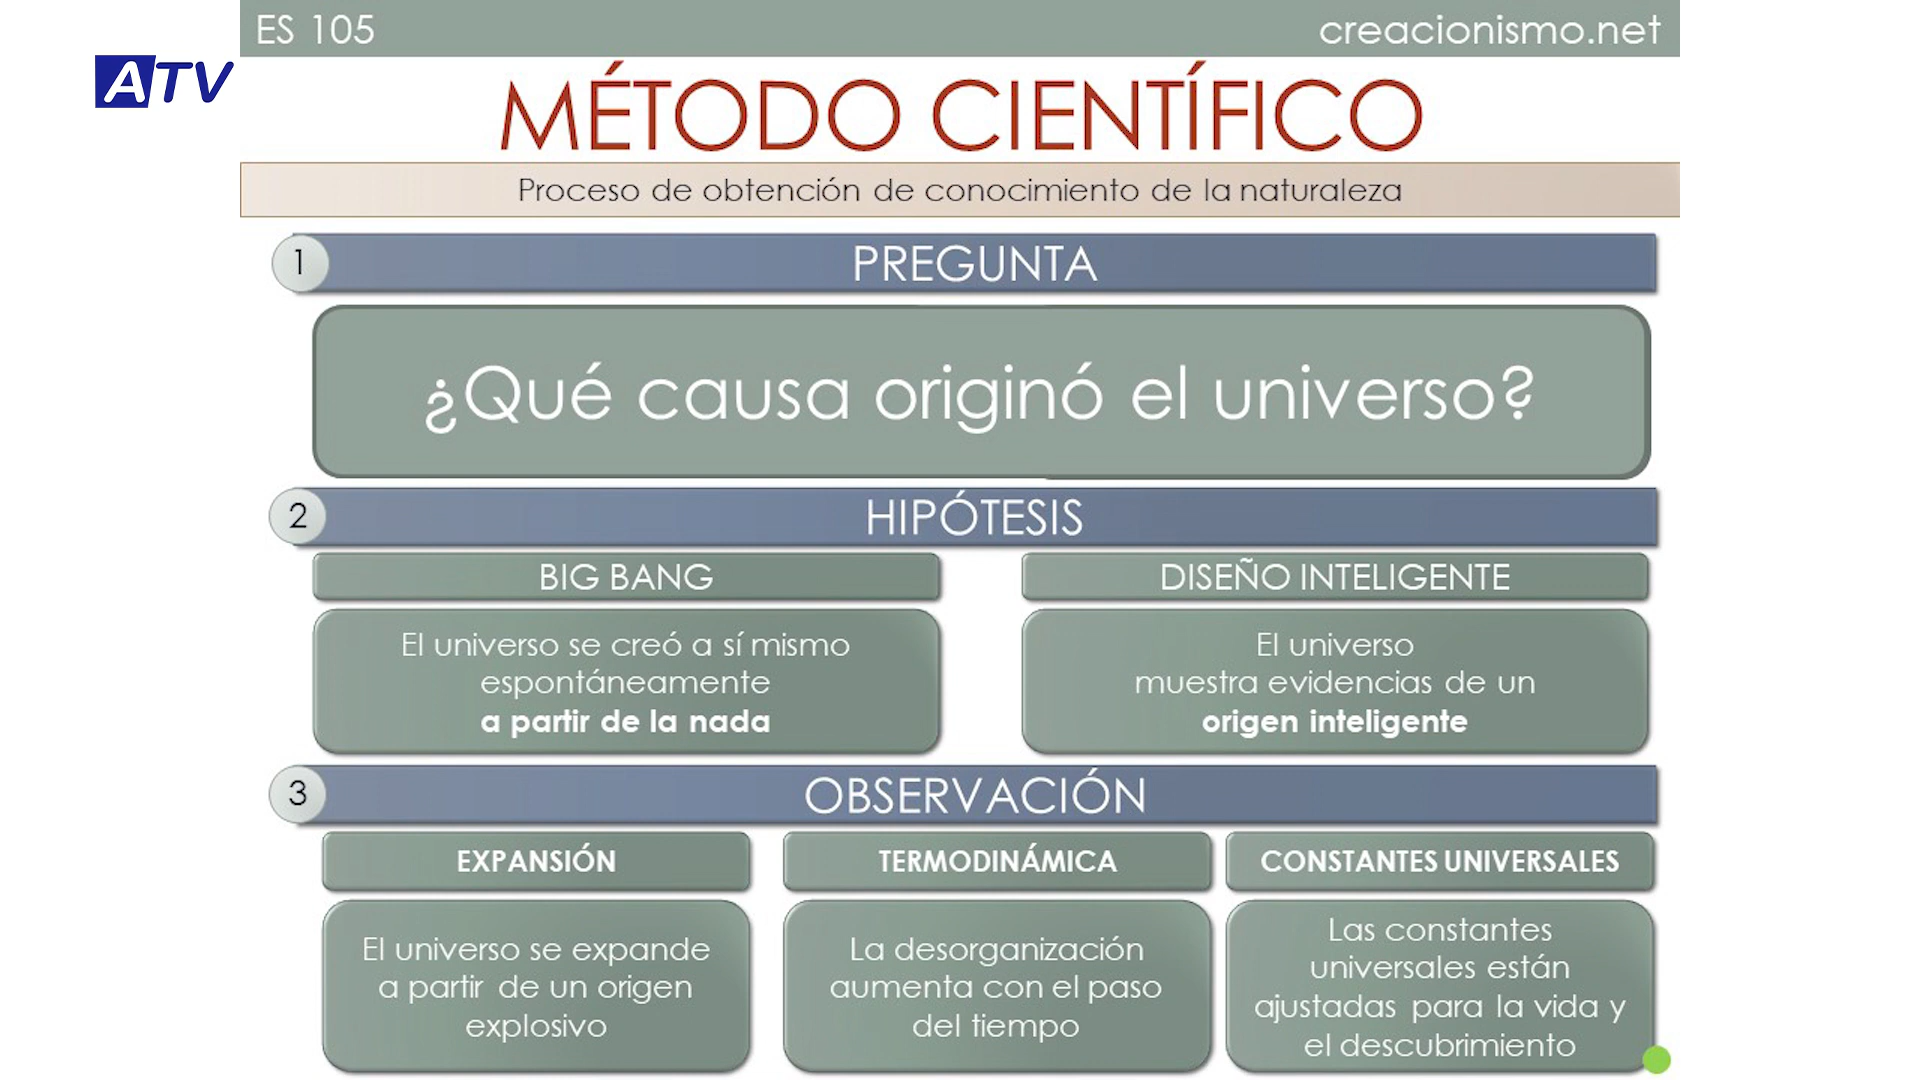 ES 105
creacionismo.net
ATV
MÉTODO CIENTÍFICO
Proceso de obtención de conocimiento de la naturaleza
1
PREGUNTA
¿Qué causa originó el universo?
2
HIPÓTESIS
BIG BANG
El universo se creó a sí mismo
espontáneamente
a partir de la nada
DISEÑO INTELIGENTE
El universo
muestra evidencias de un
origen inteligente
3
OBSERVACIÓN
EXPANSIÓN
El universo se expande
a partir de un origen
explosivo
TERMODINÁMICA
La desorganización
aumenta con el paso
del tiempo
CONSTANTES UNIVERSALES
Las constantes
universales están
ajustadas para la vida y
el descubrimiento